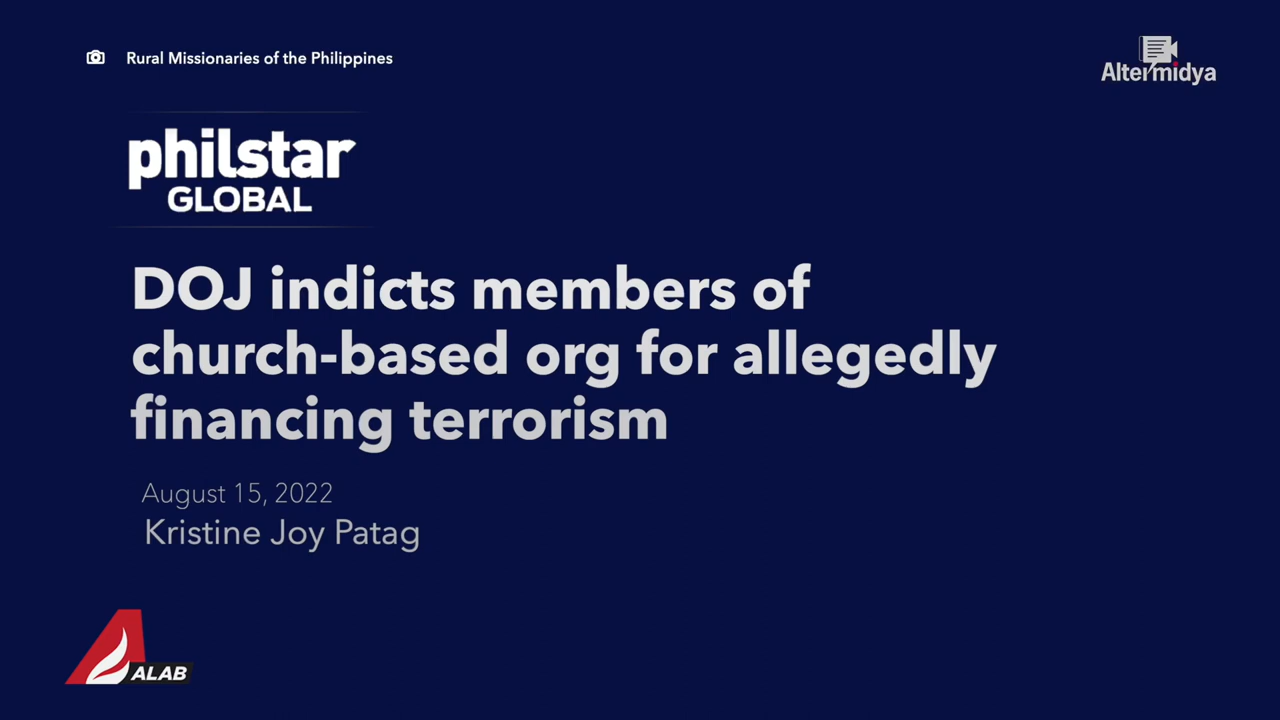 Rural Missionaries of the Philippines
Altermidya
philstar
GLOBAL
DOJ indicts members of
church-based org for allegedly
financing terrorism
August 15, 2022
Kristine Joy Patag
ALAB